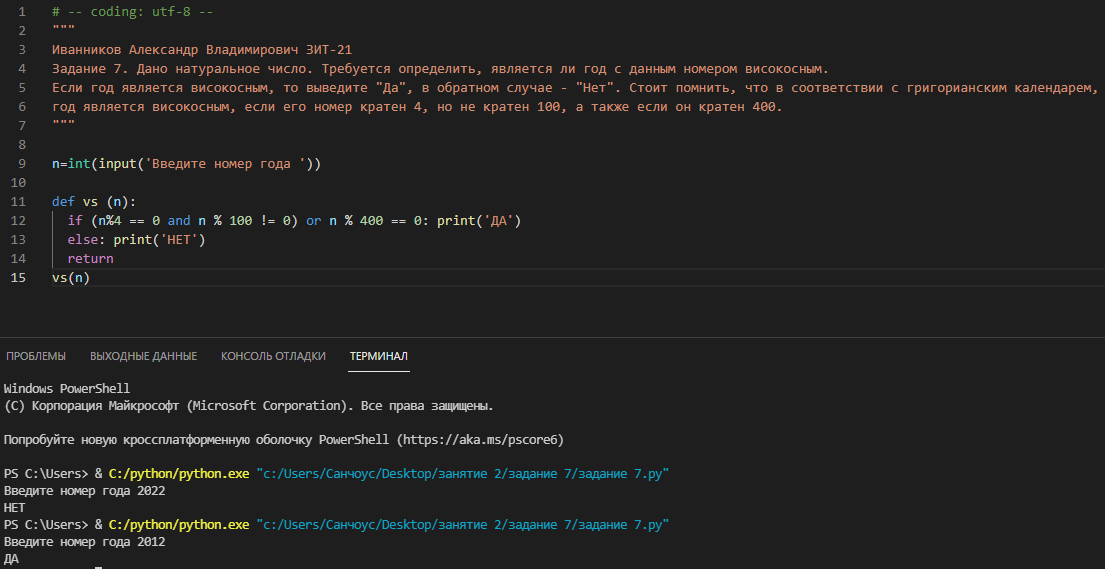 1 # -- coding: utf-8 --
2 """
3 Иванников Александр Владимирович ЗИТ-21
4 Задание 7. Дано натуральное число. Требуется определить, является ли год с данным номером високосным.
5 Если год является високосным, то выведите "Да", в обратном случае - "Нет". Стоит помнить, что в соответствии с григорианским календарем,
6 год является високосным, если его номер кратен 4, но не кратен 100, а также если он кратен 400.
7 """
8
9 n=int(input('Введите номер года '))
10
11 def vs (n):
12 if (n%4 == 0 and n % 100 != 0) or n % 400 == 0: print('ДА')
13 else: print('НЕТ')
14 return
15 vs(n)
ПРОБЛЕМЫ ВЫХОДНЫЕ ДАННЫЕ КОНСОЛЬ ОТЛАДКИ ТЕРМИНАЛ
Windows PowerShell
(C) Корпорация Майкрософт (Microsoft Corporation). Все права защищены.
Попробуйте новую кроссплатформенную оболочку PowerShell (https://aka.ms/pscore6)
PS C:\Users> & C:/python/python.exe "c:/Users/Санчоус/Desktop/занятие 2/задание 7/задание 7.py"
Введите номер года 2022
НЕТ
PS C:\Users> & C:/python/python.exe "c:/Users/Санчоус/Desktop/занятие 2/задание 7/задание 7.py"
Введите номер года 2012
ДА